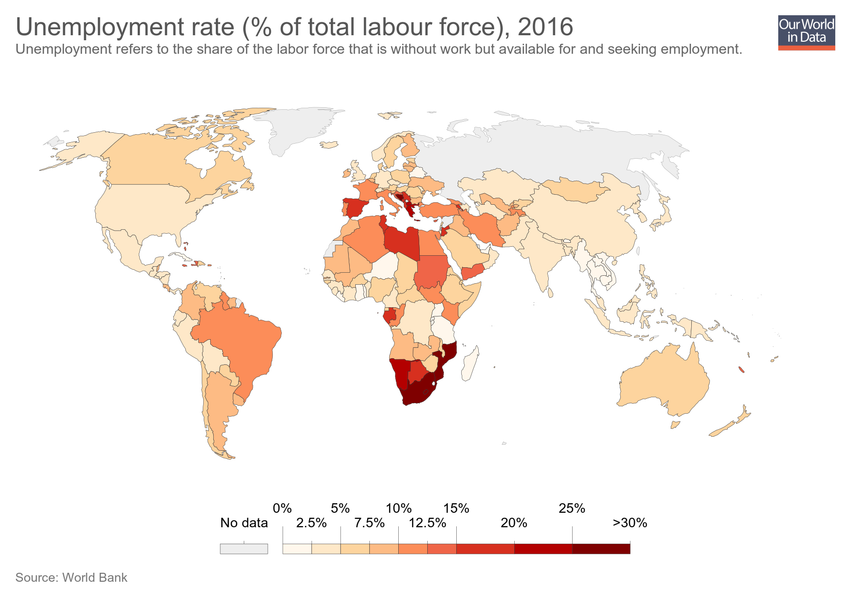 Unemployment rate (% of total labour force), 2016
Unemployment refers to the share of the labor force that is without work but available for and seeking employment.
Our World
in Data
0% 5% 10% 15% 25%
No data 2.5% 7.5% 12.5% 20% >30%
Source: World Bank